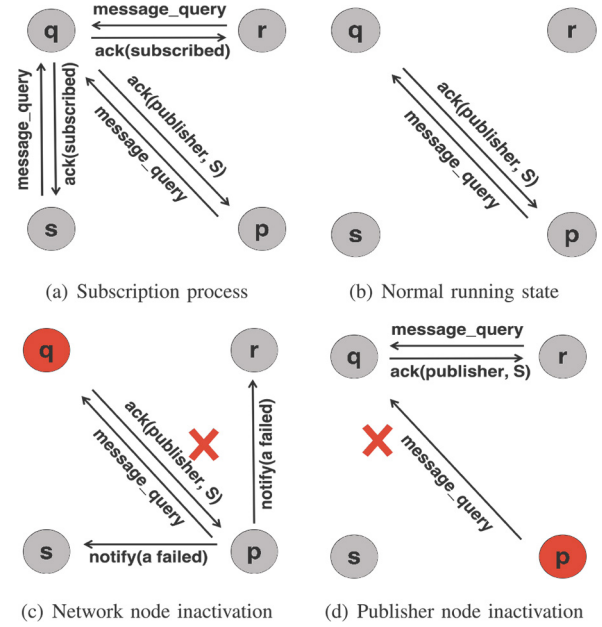 message_query
q
r
ack(subscribed)
message_query
ack(subscribed)
ack(publisher, S)
message_query
s
p
(a) Subscription process
q
r
ack(publisher, S)
message_query
s
p
(b) Normal running state
q
r
ack(publisher, S)
message_query
notify(a failed)
s
p
notify(a failed)
(c) Network node inactivation
message_query
q
r
ack(publisher, S)
message_query
s
p
(d) Publisher node inactivation